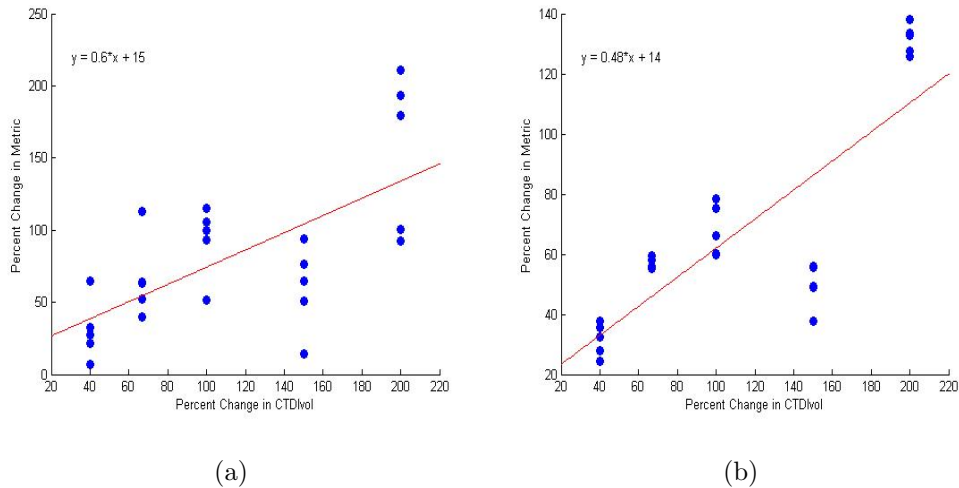 250
200
150
100
50
0
y = 0.6*x + 15
Percent Change in Metric
20 40 60 80 100 120 140 160 180 200 220
Percent Change in CTDIvol
(a)
140
120
100
80
60
40
20
y = 0.48*x + 14
Percent Change in Metric
20 40 60 80 100 120 140 160 180 200 220
Percent Change in CTDIvol
(b)